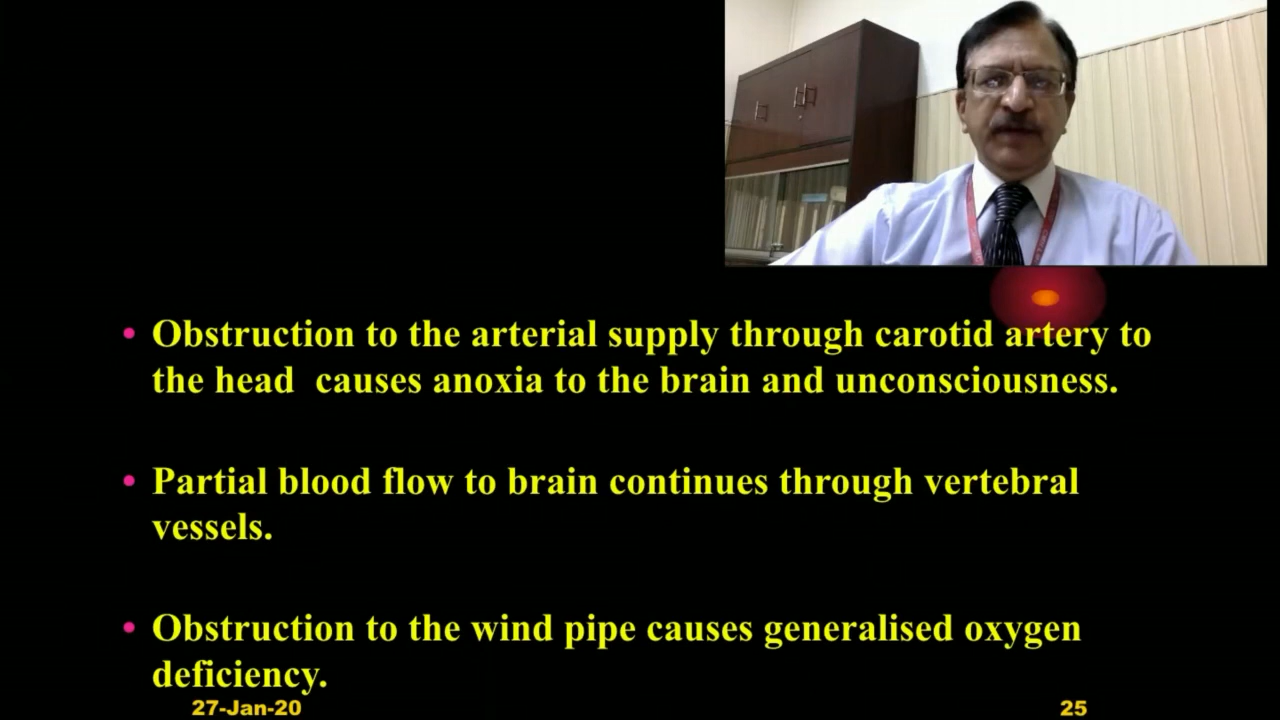 • Obstruction to the arterial supply through carotid artery to
the head causes anoxia to the brain and unconsciousness.
• Partial blood flow to brain continues through vertebral
vessels.
• Obstruction to the wind pipe causes generalised oxygen
deficiency.
27-Jan-20
25